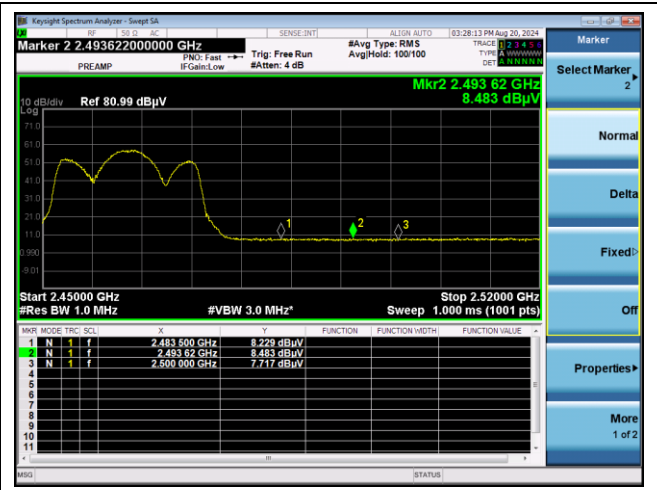 Keysight Spectrum Analyzer - Swept SA
RF 50 Ω AC SENSE:INT ALIGN AUTO 03:28:13 PM Aug 20, 2024
Marker 2 2.493622000000 GHz
PREAMP
PNO: Fast
IFGain:Low
Trig: Free Run
#Atten: 4 dB
#Avg Type: RMS
Avg|Hold: 100/100
TRACE 1 2 3 4 5 6
TYPE A WWWWW
DET A N N N N N
Mkr2 2.493 62 GHz
8.483 dBµV
10 dB/div Ref 80.99 dBµV
Log
71.0
61.0
51.0
41.0
31.0
21.0
11.0
0.990
-9.01
1
2
3
Start 2.45000 GHz Stop 2.52000 GHz
#Res BW 1.0 MHz #VBW 3.0 MHz* Sweep 1.000 ms (1001 pts)
MKR MODE TRC SCL X Y FUNCTION FUNCTION WIDTH FUNCTION VALUE
1 N 1 f 2.483 500 GHz 8.229 dBµV
2 N 1 f 2.493 62 GHz 8.483 dBµV
3 N 1 f 2.500 000 GHz 7.717 dBµV
4
5
6
7
8
9
10
11
MSG STATUS
Marker
Select Marker
2
Normal
Delta
Fixed
Off
Properties
More
1 of 2